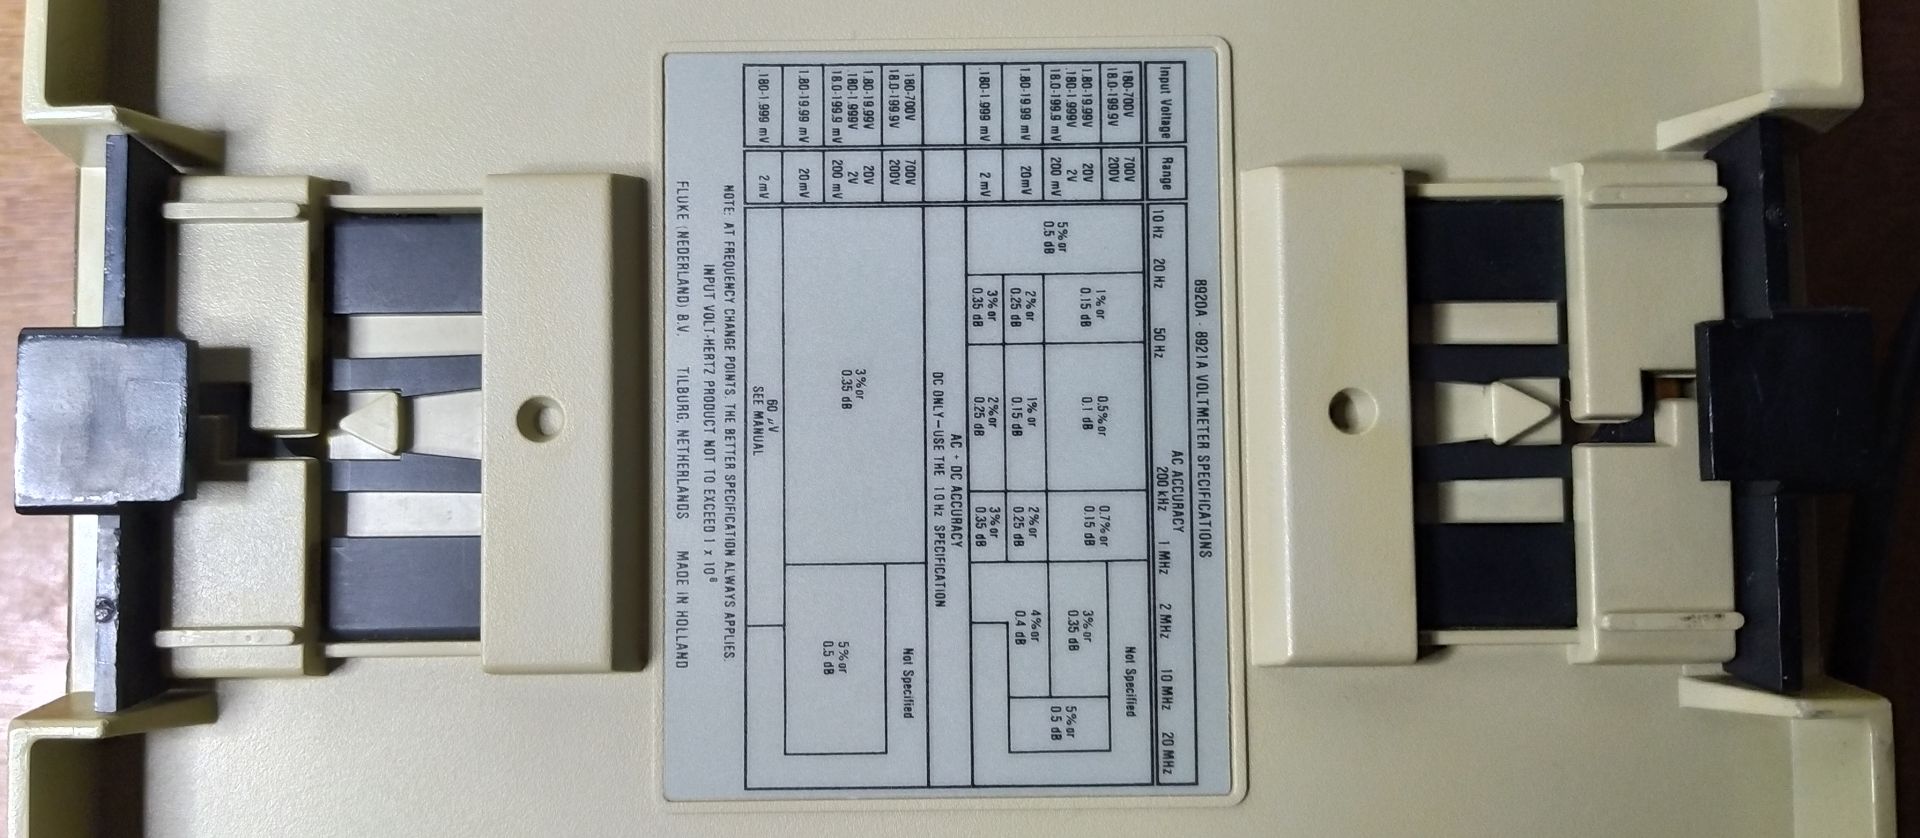 8920A - 8921A VOLTMETER SPECIFICATIONS
Input Voltage Range AC ACCURACY
10 Hz 20 Hz 50 Hz 200 kHz 1 MHz 2 MHz 10 MHz 20 MHz
180-700V 700V
18.0-199.9V 200V
1.80-19.99V 20V
.180-1.999V 2V
18.0-199.9 mV 200 mV
1.80-19.99 mV 20mV
.180-1.999 mV 2 mV
5% or
0.5 dB
1% or
0.15 dB
0.5% or
0.1 dB
0.7% or
0.15 dB
Not Specified
2% or
0.25 dB
1% or
0.15 dB
2% or
0.25 dB
3% or
0.35 dB
5% or
0.5 dB
3% or
0.35 dB
2% or
0.25 dB
3% or
0.35 dB
4% or
0.4 dB
AC + DC ACCURACY
DC ONLY — USE THE 10 Hz SPECIFICATION
180-700V 700V
18.0-199.9V 200V
1.80-19.99V 20V
.180-1.999V 2V
18.0-199.9 mV 200 mV
1.80-19.99 mV 20 mV
.180-1.999 mV 2 mV
3% or
0.35 dB
Not Specified
5% or
0.5 dB
60 µV
SEE MANUAL
NOTE: AT FREQUENCY CHANGE POINTS, THE BETTER SPECIFICATION ALWAYS APPLIES.
INPUT VOLT-HERTZ PRODUCT NOT TO EXCEED 1 x 10⁸
FLUKE (NEDERLAND) B.V. TILBURG, NETHERLANDS MADE IN HOLLAND